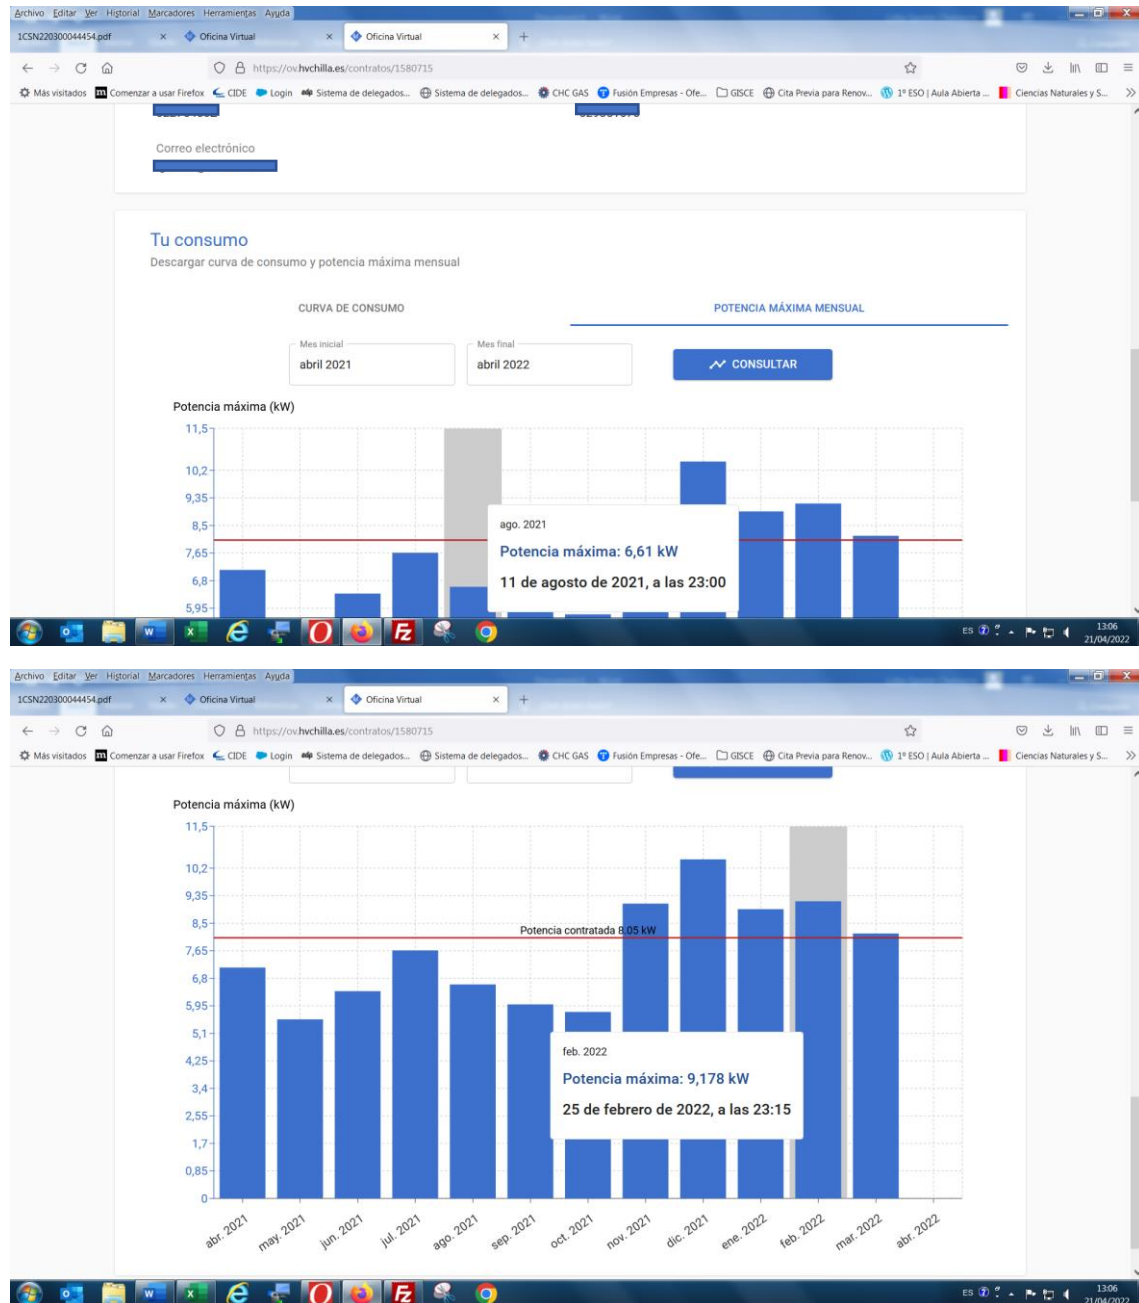 Archivo Editar Ver Historial Marcadores Herramientas Ayuda
1CSN220300044454.pdf × Oficina Virtual × Oficina Virtual × +
https://ov.hvchilla.es/contratos/1580715
Más visitados Comenzar a usar Firefox CIDE Login Sistema de delegados... Sistema de delegados... CHC GAS Fusión Empresas - Ofe... GISCE Cita Previa para Renov... 1º ESO | Aula Abierta ... Ciencias Naturales y S... >>
Correo electrónico
Tu consumo
Descargar curva de consumo y potencia máxima mensual
CURVA DE CONSUMO POTENCIA MÁXIMA MENSUAL
Mes inicial Mes final
abril 2021 abril 2022 CONSULTAR
Potencia máxima (kW)
11,5
10,2
9,35
8,5
7,65
6,8
5,95
ago. 2021
Potencia máxima: 6,61 kW
11 de agosto de 2021, a las 23:00
ES 13:06
21/04/2022
Archivo Editar Ver Historial Marcadores Herramientas Ayuda
1CSN220300044454.pdf × Oficina Virtual × Oficina Virtual × +
https://ov.hvchilla.es/contratos/1580715
Más visitados Comenzar a usar Firefox CIDE Login Sistema de delegados... Sistema de delegados... CHC GAS Fusión Empresas - Ofe... GISCE Cita Previa para Renov... 1º ESO | Aula Abierta ... Ciencias Naturales y S... >>
Potencia máxima (kW)
11,5
10,2
9,35
8,5
Potencia contratada 8.05 kW
7,65
6,8
5,95
5,1
4,25
3,4
2,55
1,7
0,85
0
feb. 2022
Potencia máxima: 9,178 kW
25 de febrero de 2022, a las 23:15
abr. 2021 may. 2021 jun. 2021 jul. 2021 ago. 2021 sep. 2021 oct. 2021 nov. 2021 dic. 2021 ene. 2022 feb. 2022 mar. 2022 abr. 2022
ES 13:06
21/04/2022